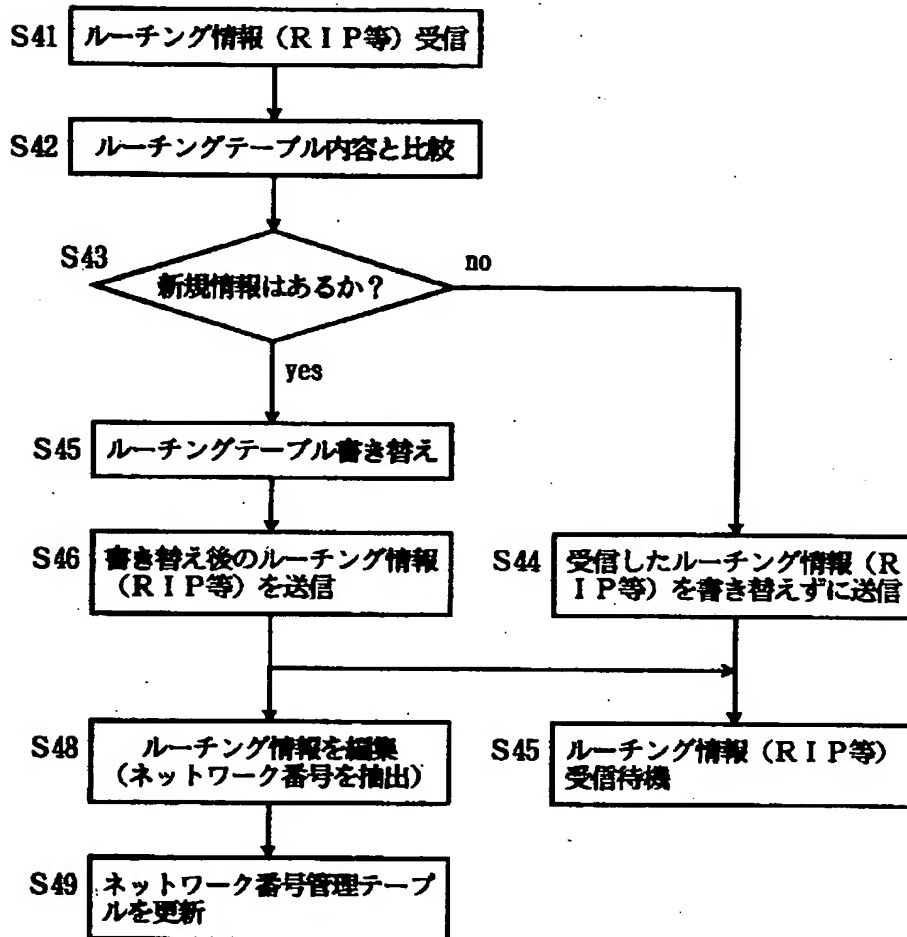 S41 ルーチング情報（RIP等）受信
S42 ルーチングテーブル内容と比較
S43
新規情報はあるか？
no
yes
S45 ルーチングテーブル書き替え
S46 書き替え後のルーチング情報
（RIP等）を送信
S44 受信したルーチング情報（R
IP等）を書き替えずに送信
S48 ルーチング情報を編集
（ネットワーク番号を抽出）
S45 ルーチング情報（RIP等）
受信待機
S49 ネットワーク番号管理テーブ
ルを更新